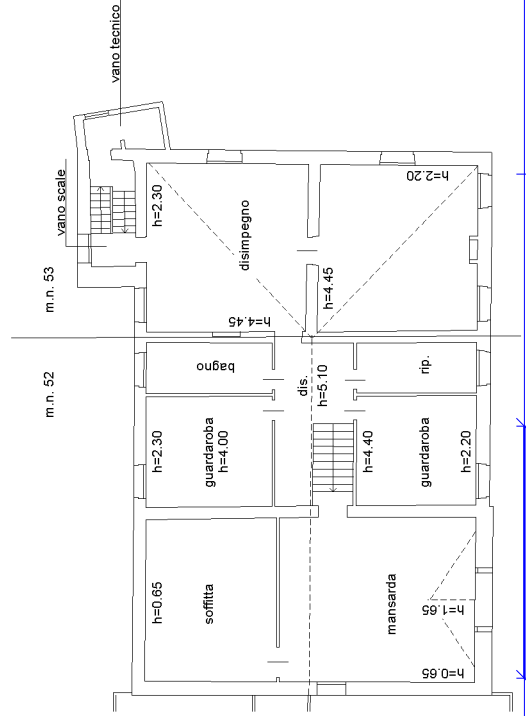 vano tecnico
vano scale
m.n. 53
m.n. 52
h=2.30
disimpegno
h=4.45
h=2.20
h=4.45
bagno
dis.
h=5.10
rip.
h=2.30
guardaroba
h=4.00
h=4.40
guardaroba
h=2.20
h=0.65
soffitta
mansarda
h=1.65
h=0.65